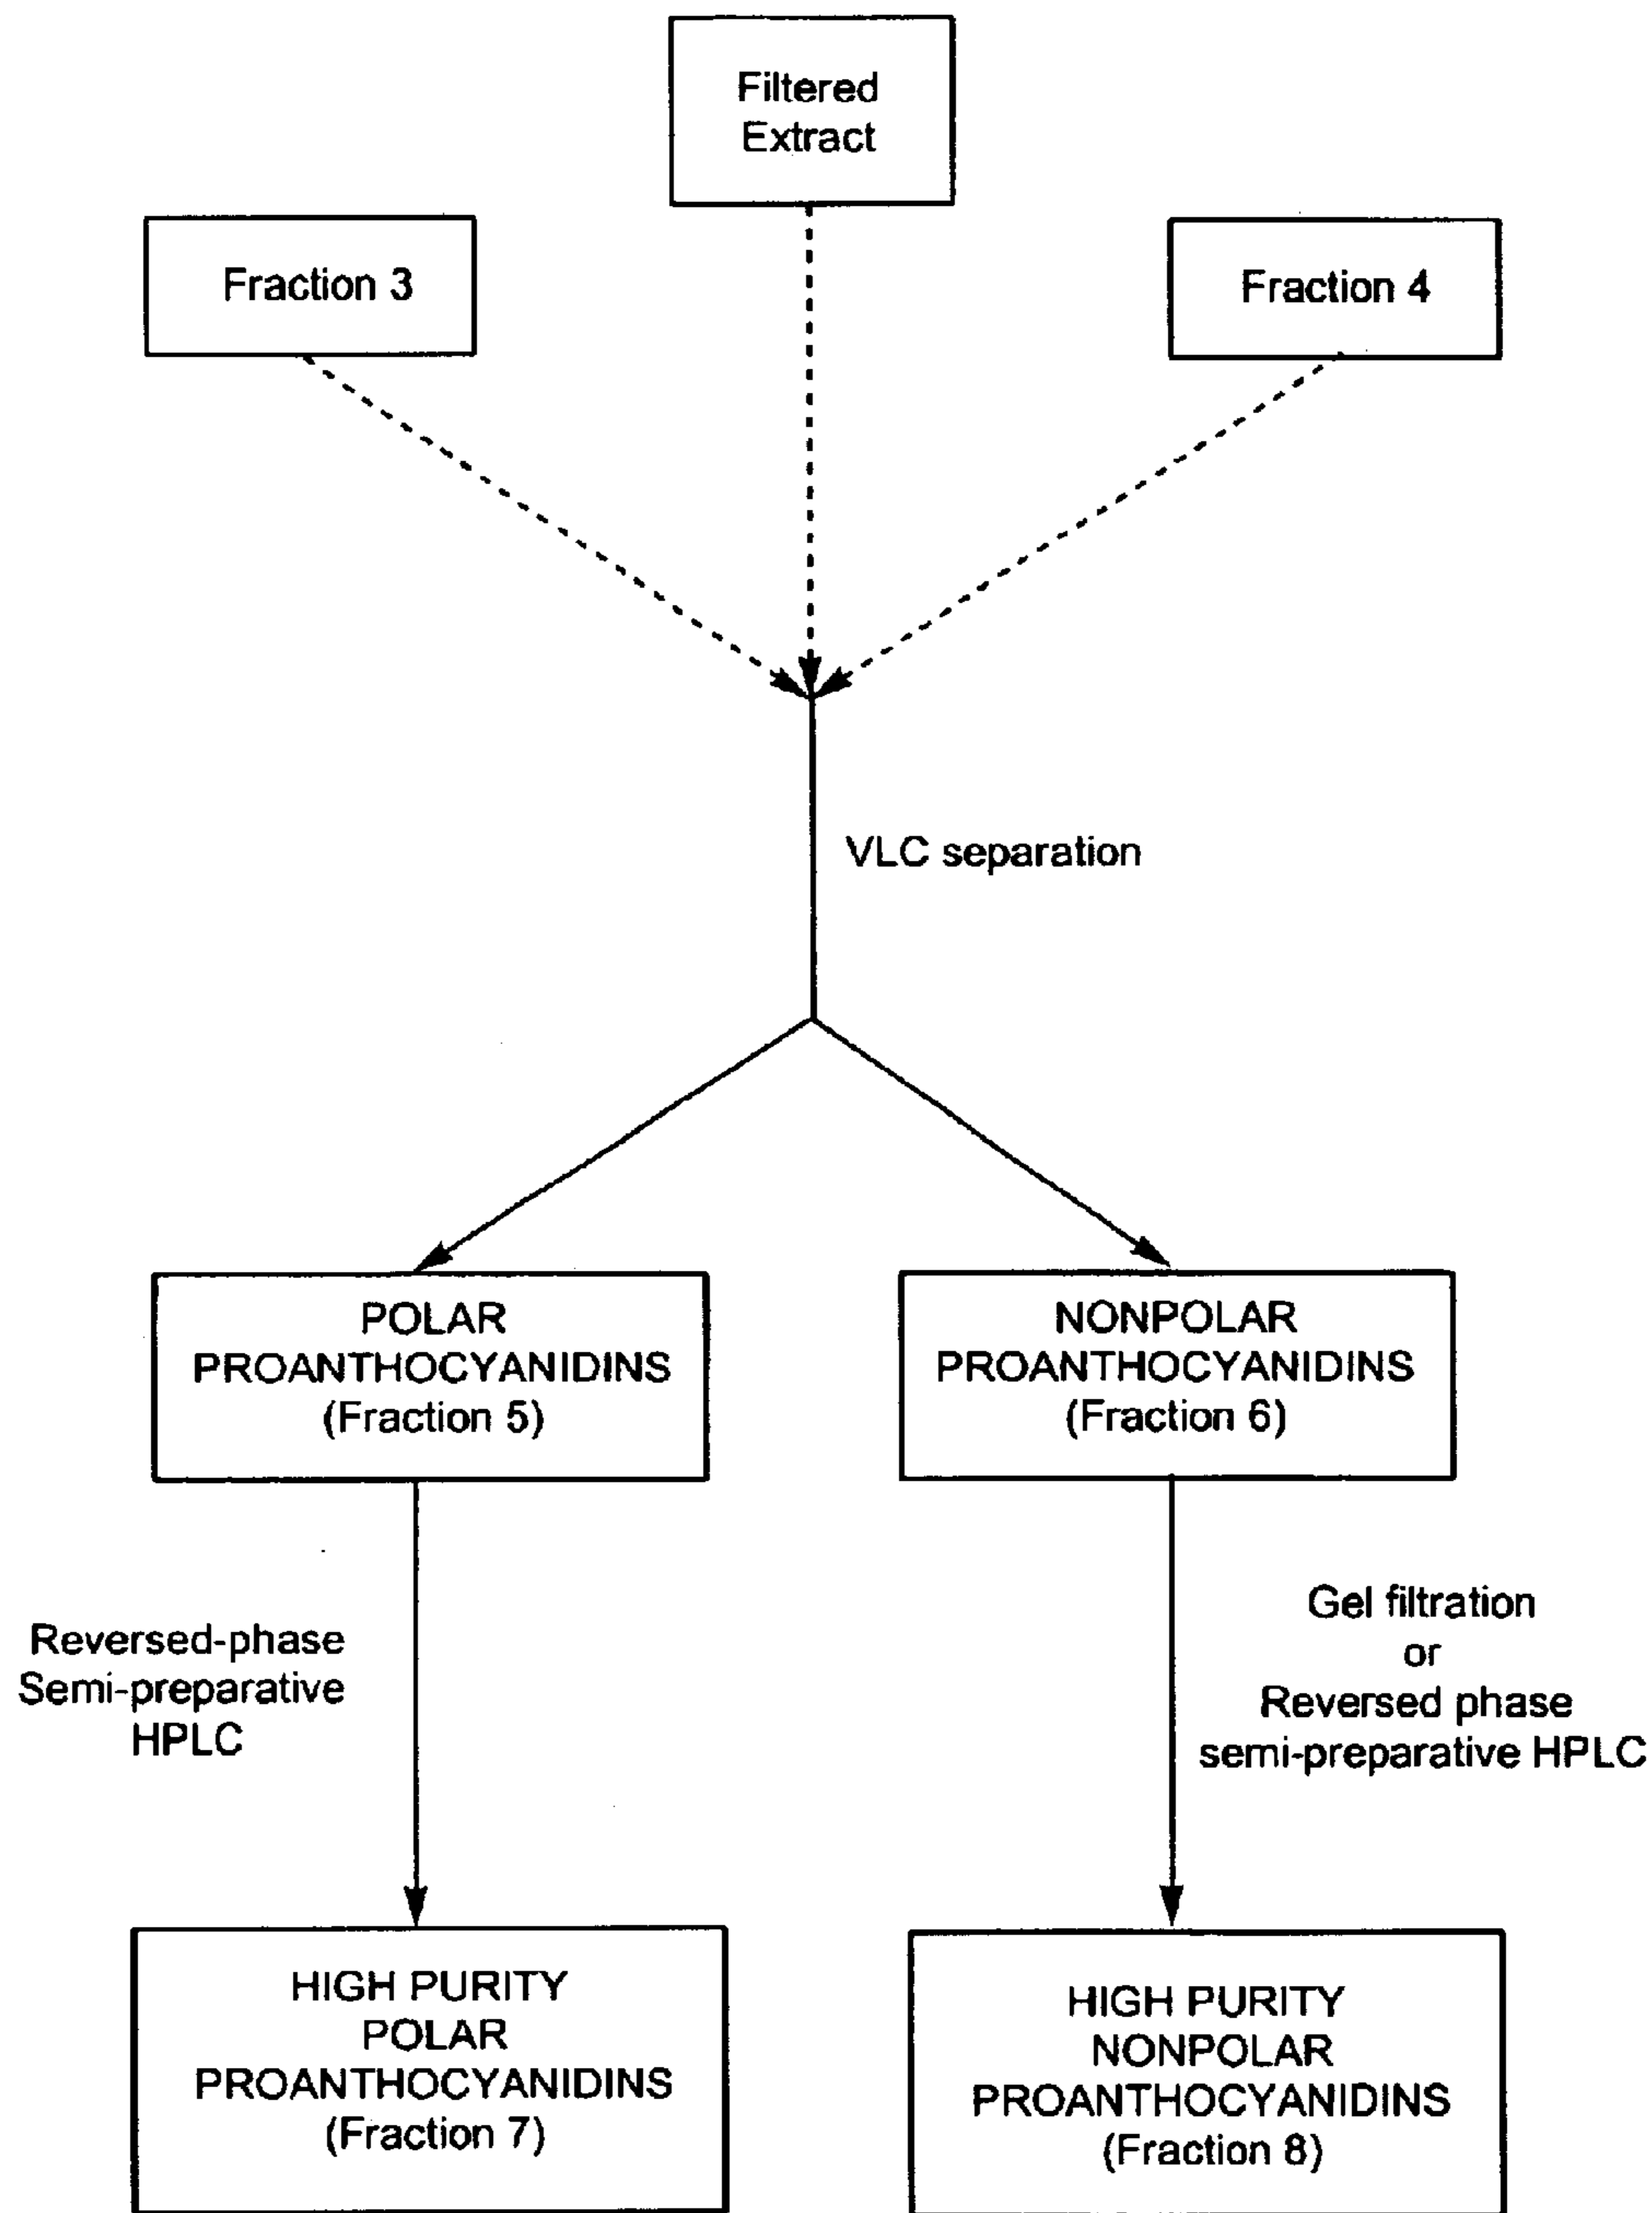 Filtered
Extract
Fraction 3
Fraction 4
VLC separation
POLAR
PROANTHOCYANIDINS
(Fraction 5)
NONPOLAR
PROANTHOCYANIDINS
(Fraction 6)
Reversed-phase
Semi-preparative
HPLC
Gel filtration
or
Reversed phase
semi-preparative HPLC
HIGH PURITY
POLAR
PROANTHOCYANIDINS
(Fraction 7)
HIGH PURITY
NONPOLAR
PROANTHOCYANIDINS
(Fraction 8)